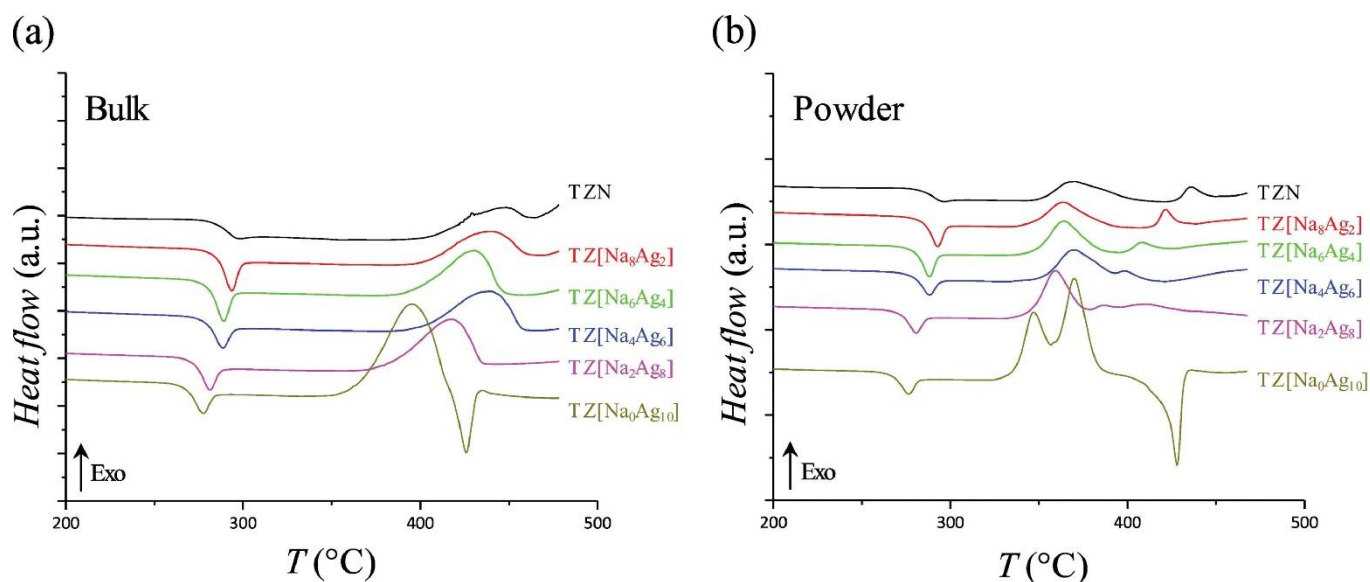 (a)
Bulk
TZN
TZ[Na₈Ag₂]
TZ[Na₆Ag₄]
TZ[Na₄Ag₆]
TZ[Na₂Ag₈]
TZ[Na₀Ag₁₀]
Heat flow (a.u.)
Exo
200 300 400 500
T (°C)
(b)
Powder
TZN
TZ[Na₈Ag₂]
TZ[Na₆Ag₄]
TZ[Na₄Ag₆]
TZ[Na₂Ag₈]
TZ[Na₀Ag₁₀]
Heat flow (a.u.)
Exo
200 300 400 500
T (°C)